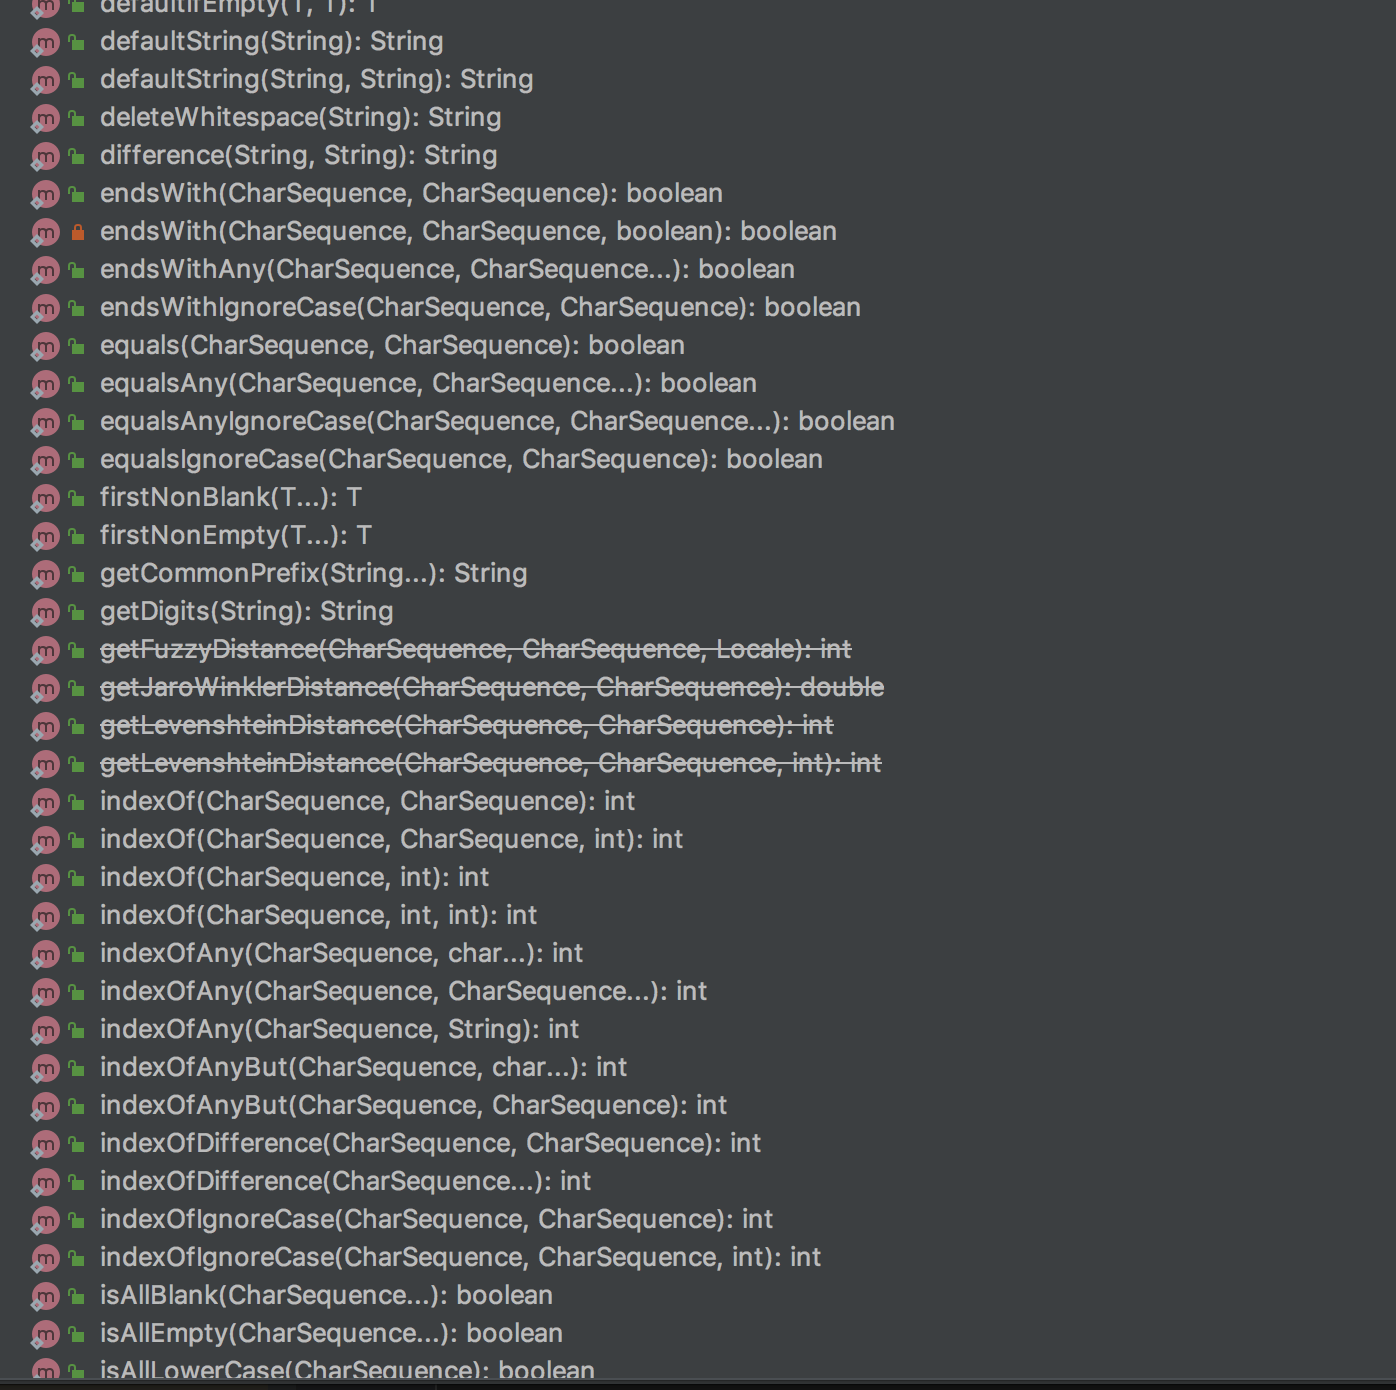 defaultIfEmpty(T, T): T
defaultString(String): String
defaultString(String, String): String
deleteWhitespace(String): String
difference(String, String): String
endsWith(CharSequence, CharSequence): boolean
endsWith(CharSequence, CharSequence, boolean): boolean
endsWithAny(CharSequence, CharSequence...): boolean
endsWithIgnoreCase(CharSequence, CharSequence): boolean
equals(CharSequence, CharSequence): boolean
equalsAny(CharSequence, CharSequence...): boolean
equalsAnyIgnoreCase(CharSequence, CharSequence...): boolean
equalsIgnoreCase(CharSequence, CharSequence): boolean
firstNonBlank(T...): T
firstNonEmpty(T...): T
getCommonPrefix(String...): String
getDigits(String): String
getFuzzyDistance(CharSequence, CharSequence, Locale): int
getJaroWinklerDistance(CharSequence, CharSequence): double
getLevenshteinDistance(CharSequence, CharSequence): int
getLevenshteinDistance(CharSequence, CharSequence, int): int
indexOf(CharSequence, CharSequence): int
indexOf(CharSequence, CharSequence, int): int
indexOf(CharSequence, int): int
indexOf(CharSequence, int, int): int
indexOfAny(CharSequence, char...): int
indexOfAny(CharSequence, CharSequence...): int
indexOfAny(CharSequence, String): int
indexOfAnyBut(CharSequence, char...): int
indexOfAnyBut(CharSequence, CharSequence): int
indexOfDifference(CharSequence, CharSequence): int
indexOfDifference(CharSequence...): int
indexOfIgnoreCase(CharSequence, CharSequence): int
indexOfIgnoreCase(CharSequence, CharSequence, int): int
isAllBlank(CharSequence...): boolean
isAllEmpty(CharSequence...): boolean
isAllLowerCase(CharSequence): boolean